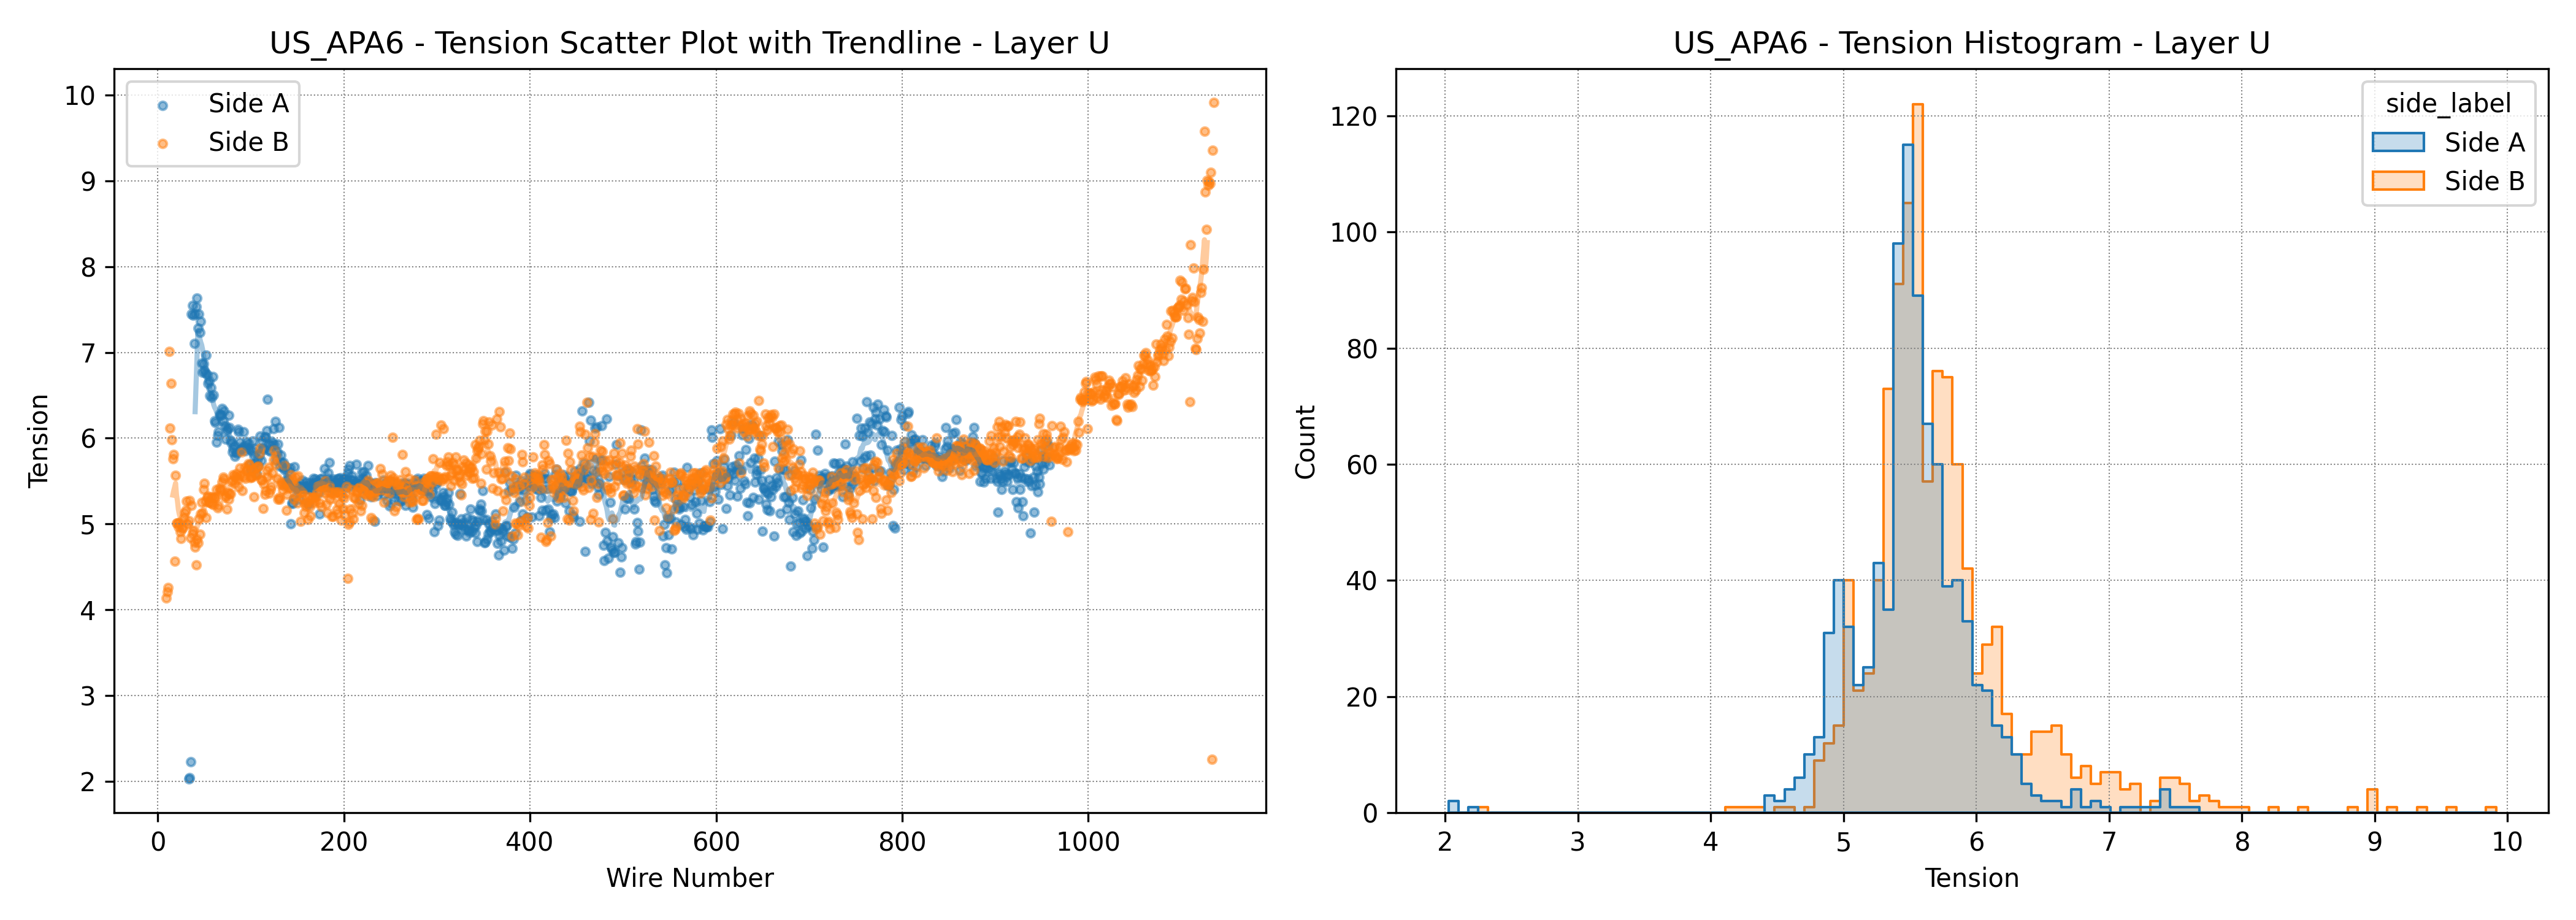 US_APA6 - Tension Scatter Plot with Trendline - Layer U
Side A
Side B
10
9
8
7
6
5
4
3
2
Tension
0
200
400
600
800
1000
Wire Number
US_APA6 - Tension Histogram - Layer U
side_label
Side A
Side B
120
100
80
60
40
20
0
Count
2
3
4
5
6
7
8
9
10
Tension